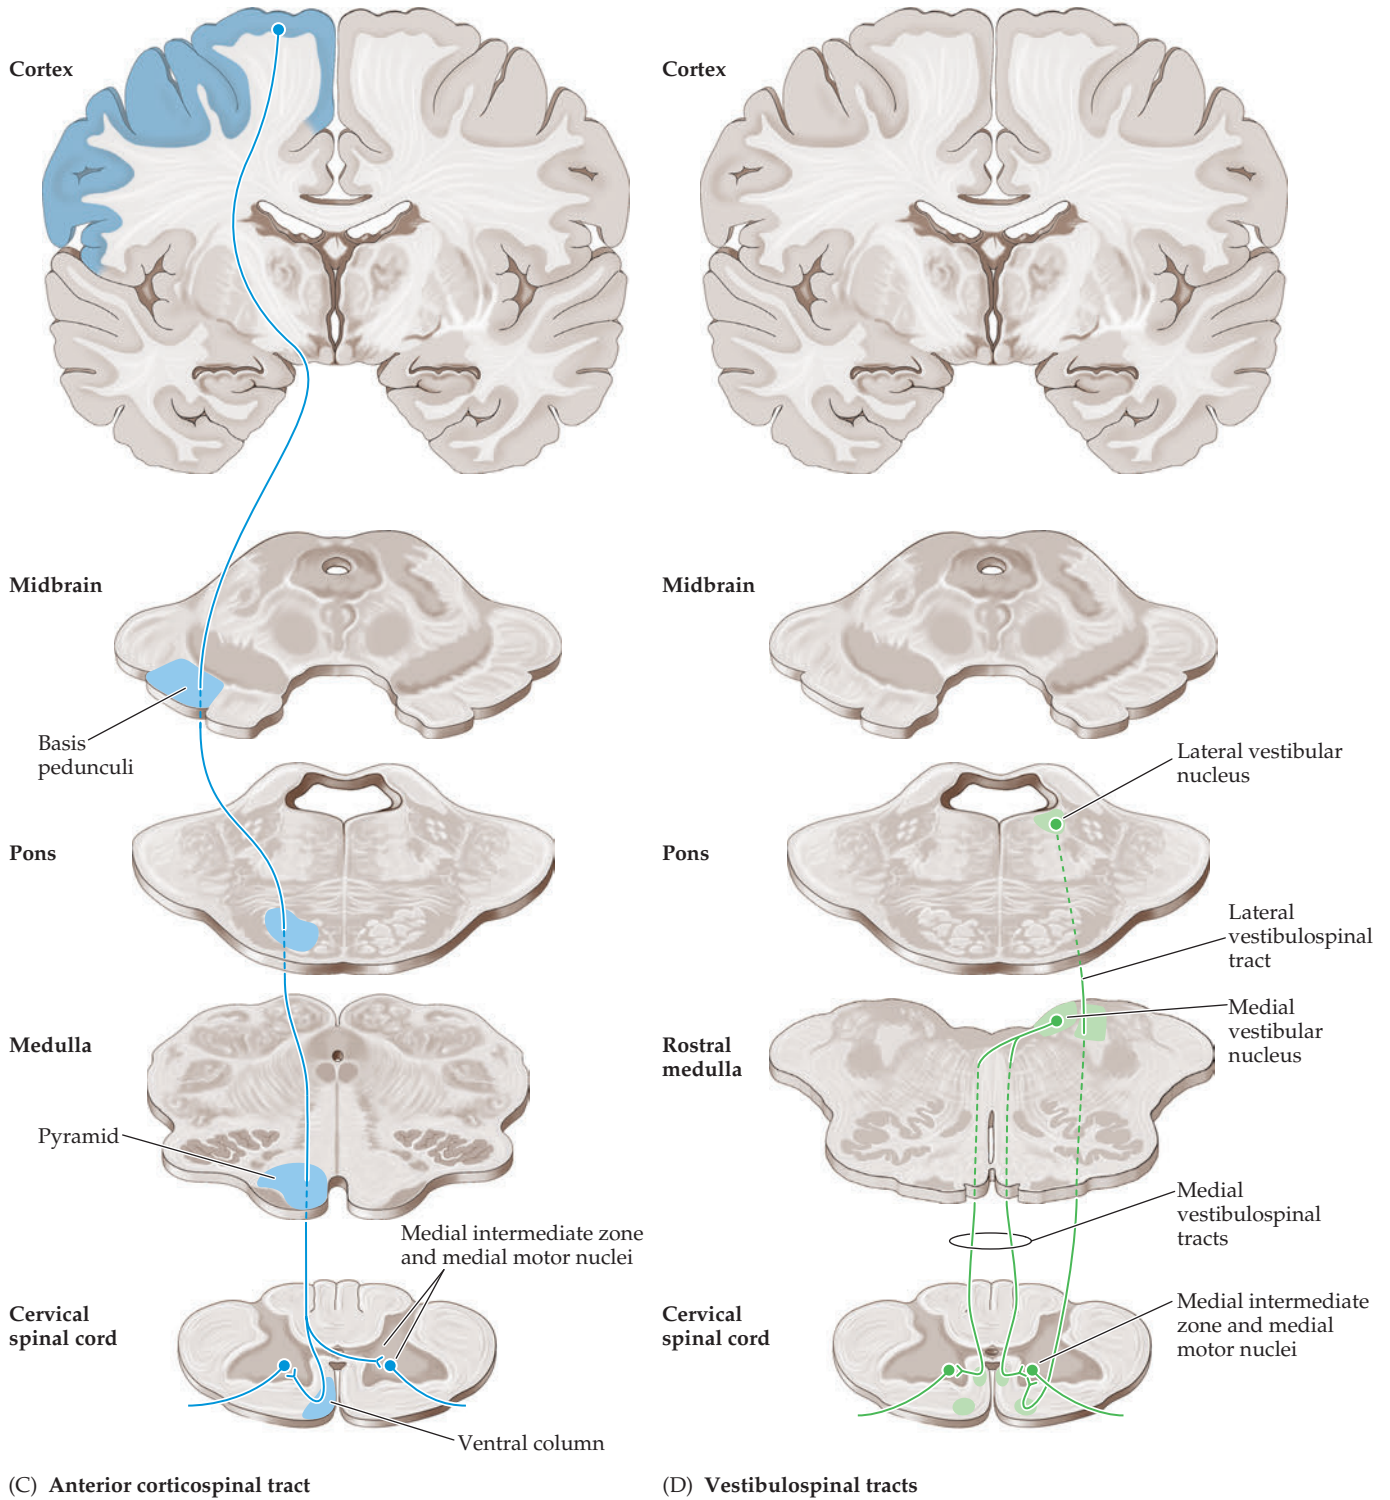 Cortex
Midbrain
Basis
pedunculi
Pons
Medulla
Pyramid
Medial intermediate zone
and medial motor nuclei
Cervical
spinal cord
Ventral column
(C) Anterior corticospinal tract
Cortex
Midbrain
Lateral vestibular
nucleus
Pons
Lateral
vestibulospinal
tract
Rostral
medulla
Medial
vestibular
nucleus
Medial
vestibulospinal
tracts
Cervical
spinal cord
Medial intermediate
zone and medial
motor nuclei
(D) Vestibulospinal tracts